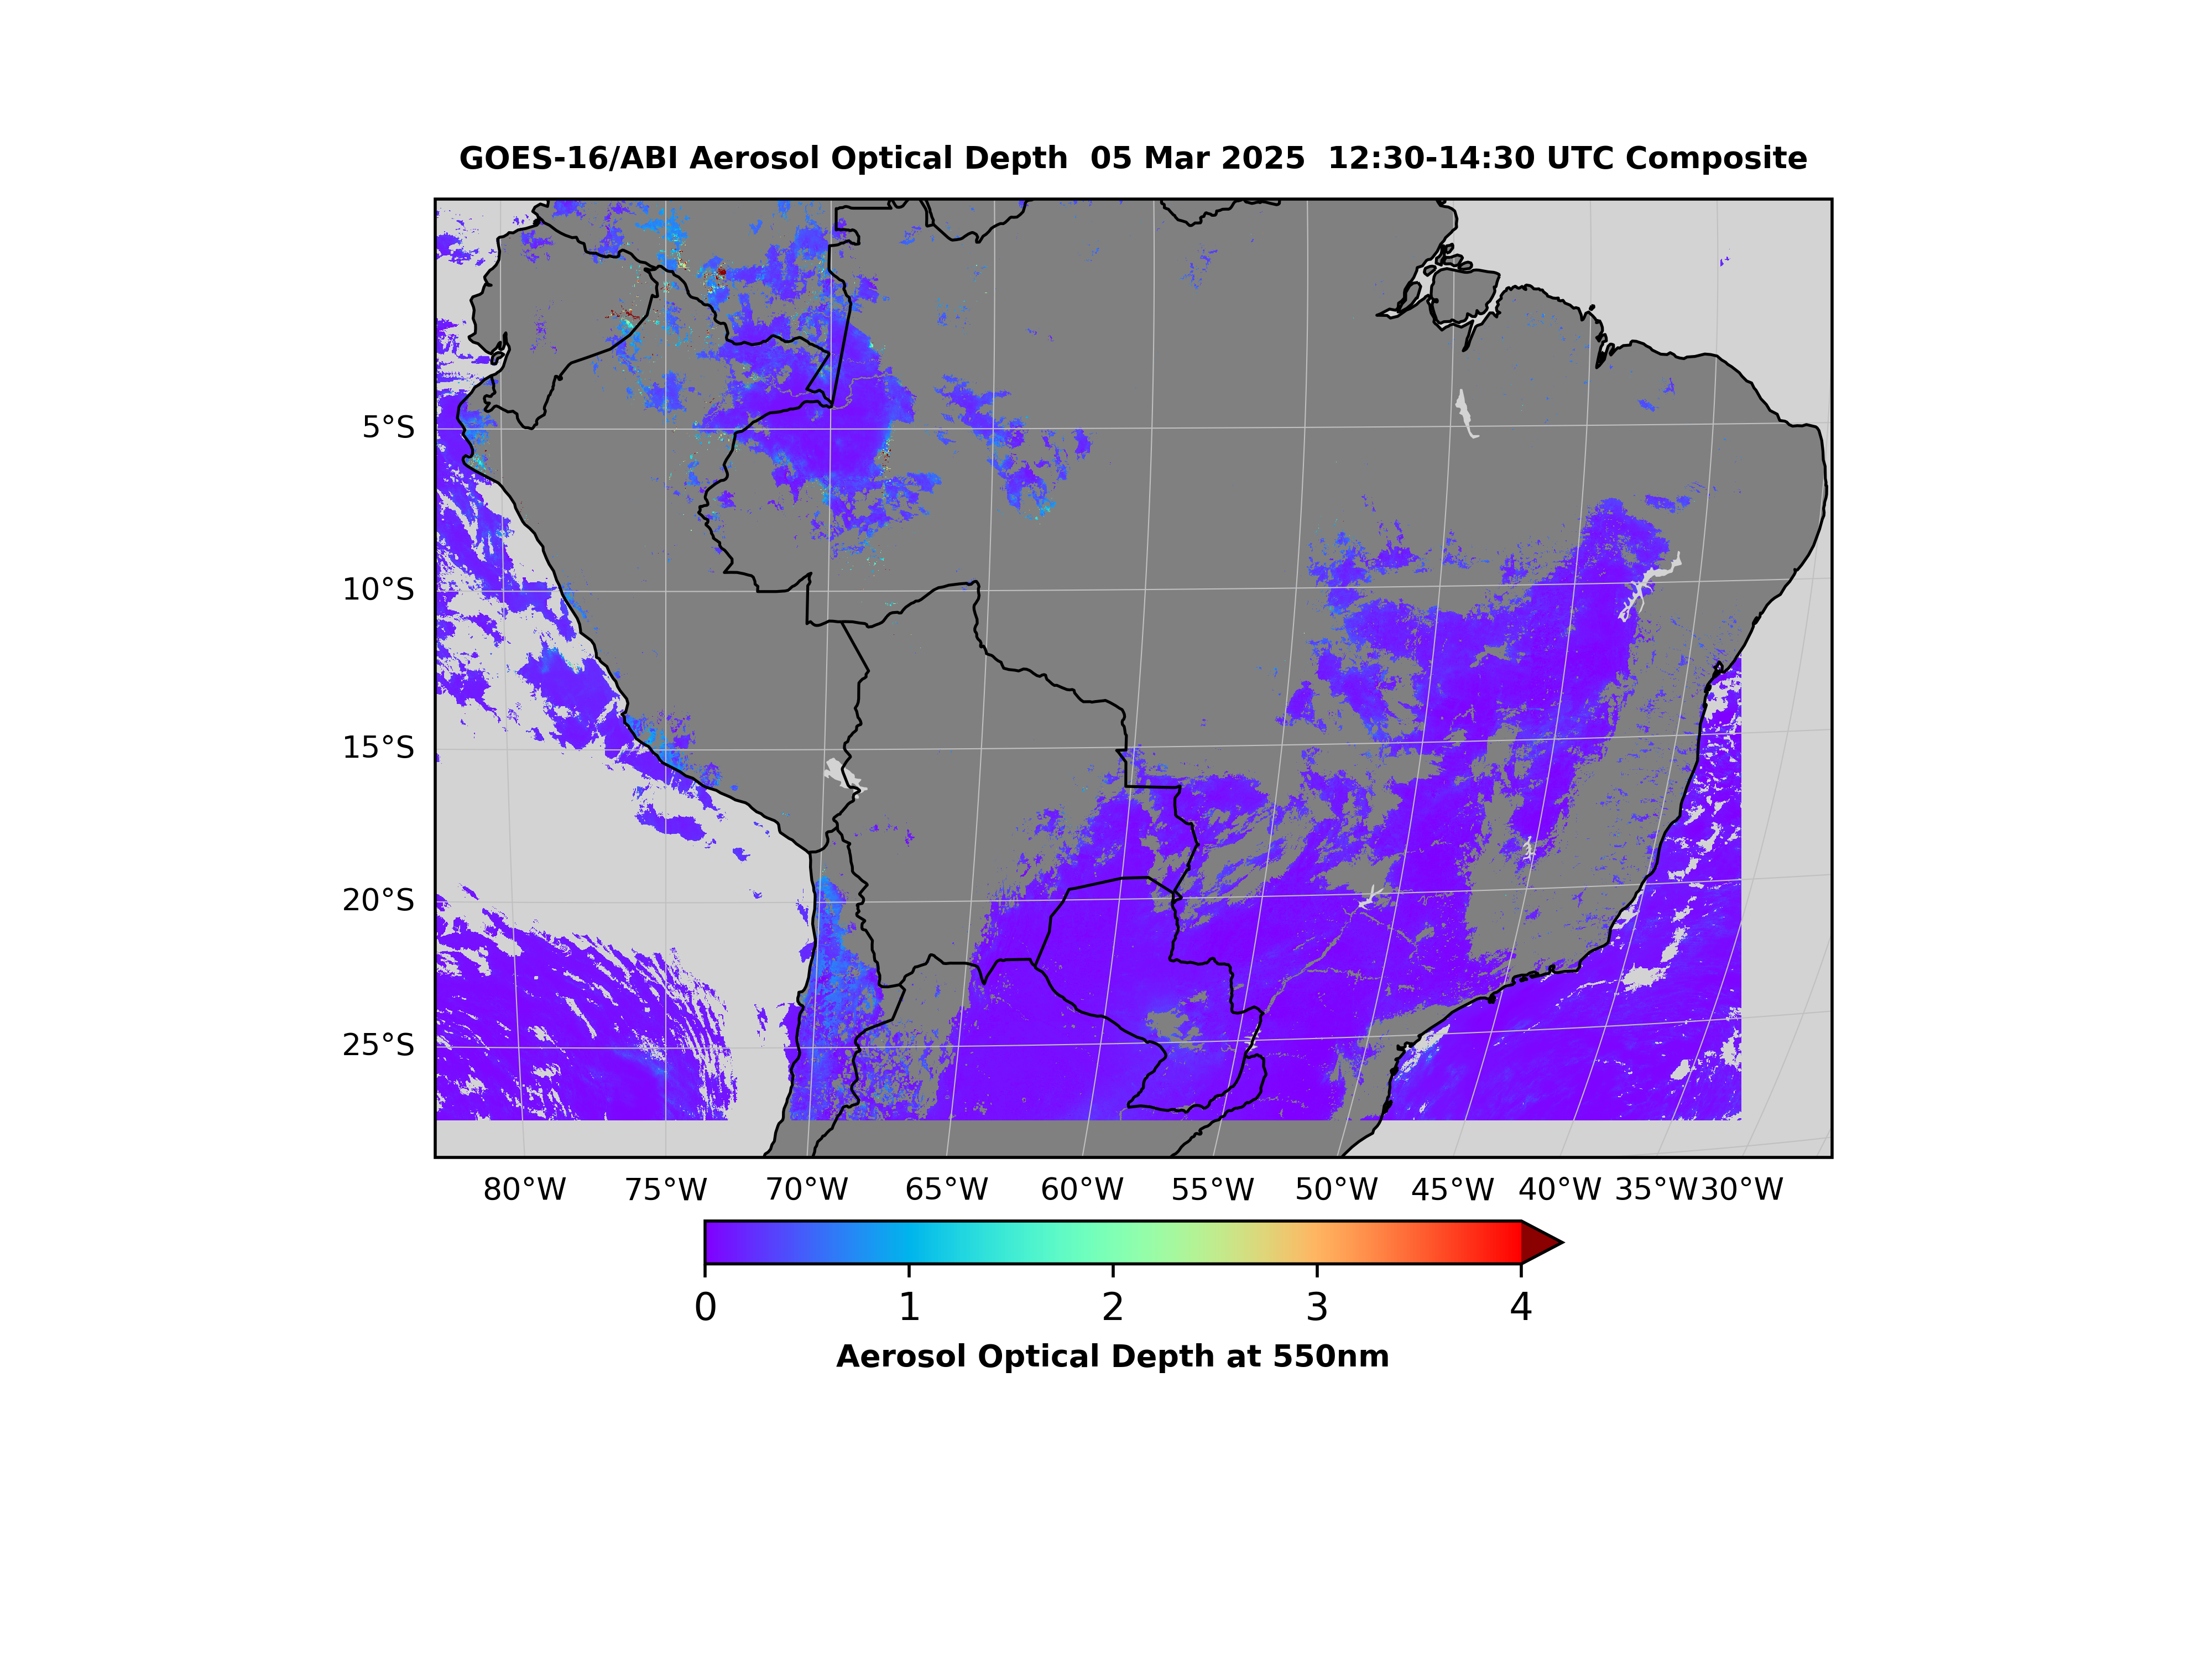 GOES-16/ABI Aerosol Optical Depth  05 Mar 2025  12:30-14:30 UTC Composite
5°S
10°S
15°S
20°S
25°S
80°W 75°W 70°W 65°W 60°W 55°W 50°W 45°W 40°W 35°W 30°W
0 1 2 3 4
Aerosol Optical Depth at 550nm